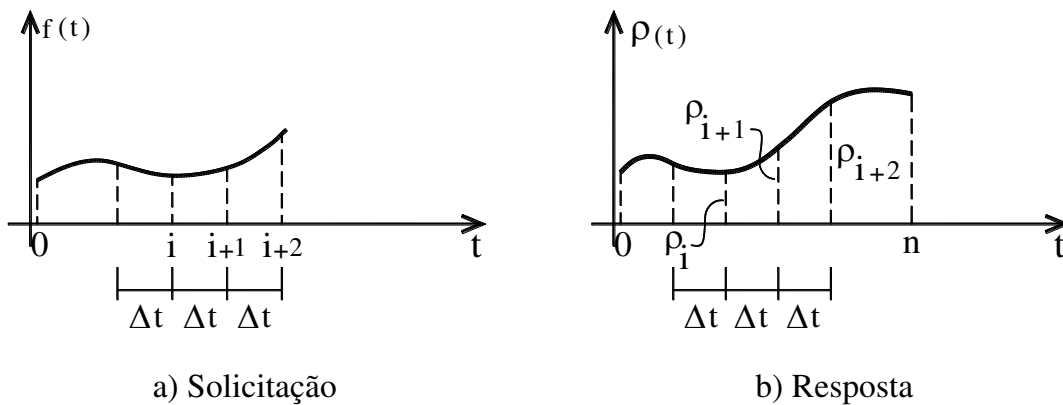 f(t)
0 i i+1 i+2 t
Δt Δt Δt
a) Solicitação
ρ(t)
ρi+1
ρi+2
ρi
0 n t
Δt Δt Δt
b) Resposta